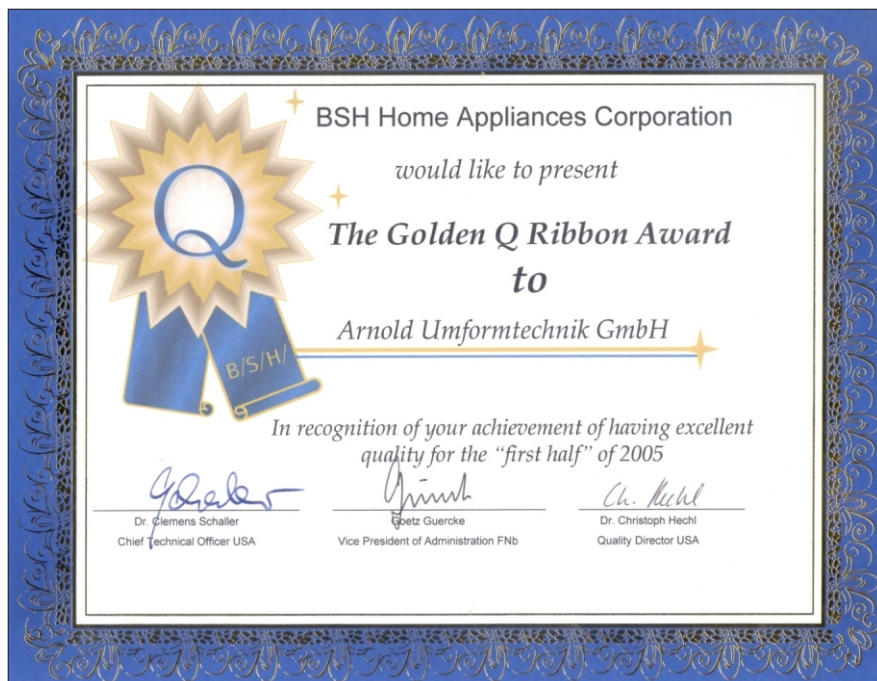 BSH Home Appliances Corporation
would like to present
Q
The Golden Q Ribbon Award
to
Arnold Umformtechnik GmbH
B/S/H/
In recognition of your achievement of having excellent
quality for the “first half” of 2005
Ch. Hechl
Dr. Clemens Schaller
Goetz Guercke
Dr. Christoph Hechl
Chief Technical Officer USA
Vice President of Administration FNb
Quality Director USA